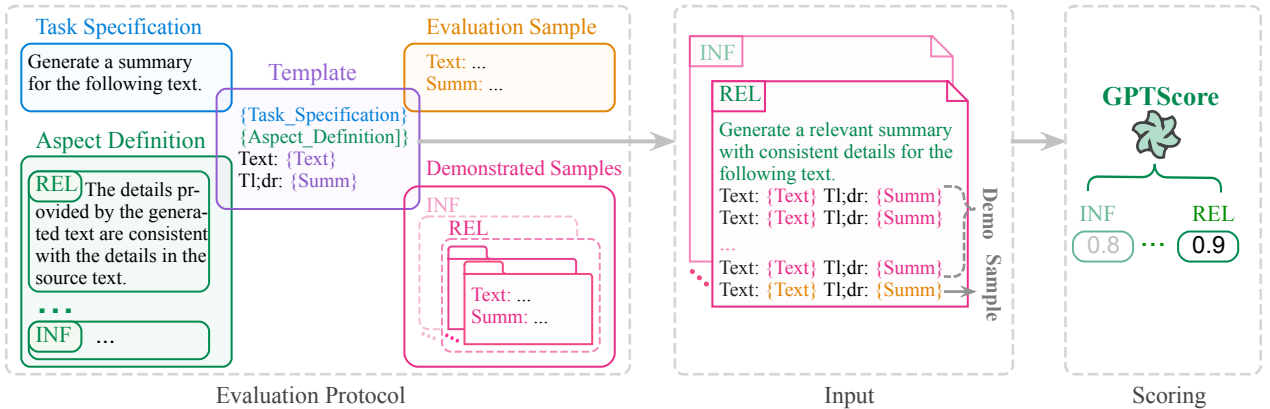 Task Specification
Generate a summary
for the following text.
Evaluation Sample
Text: ...
Summ: ...
Template
{Task_Specification}
{Aspect_Definition]}
Text: {Text}
Tl;dr: {Summ}
Aspect Definition
REL The details pr-
ovided by the genera-
ted text are consistent
with the details in the
source text.
...
INF ...
Demonstrated Samples
INF
REL
Text: ...
Summ: ...
Evaluation Protocol
INF
REL
Generate a relevant summary
with consistent details for the
following text.
Text: {Text} Tl;dr: {Summ}
Text: {Text} Tl;dr: {Summ}
...
Text: {Text} Tl;dr: {Summ}
Text: {Text} Tl;dr: {Summ}
Demo
Sample
Input
GPTScore
INF REL
0.8 ... 0.9
Scoring